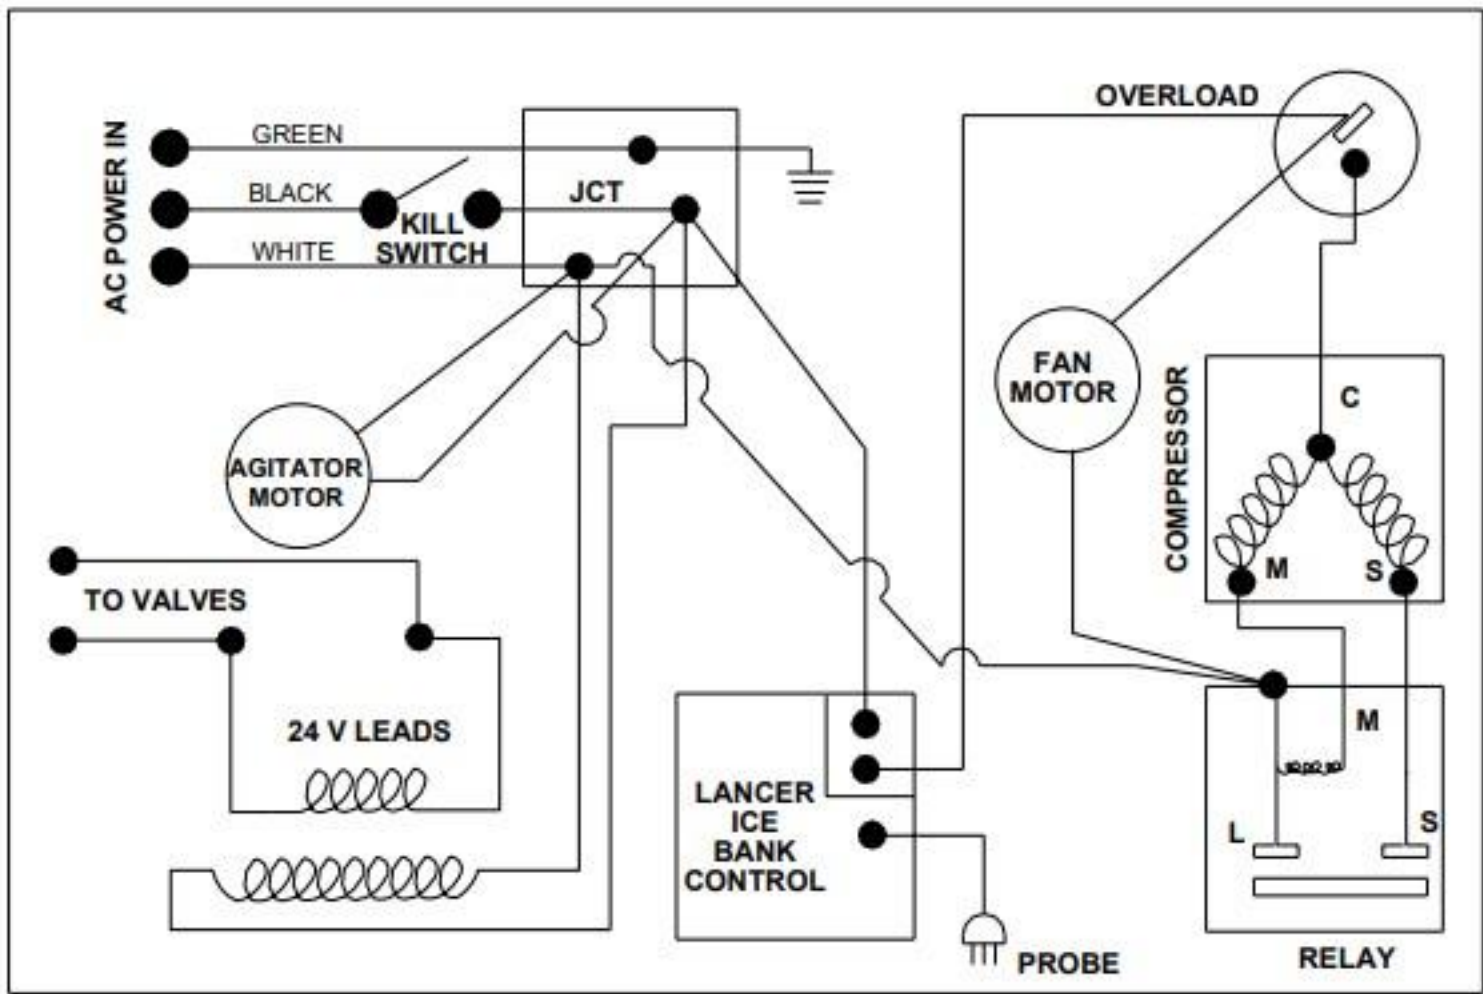 OVERLOAD
AC POWER IN
GREEN
BLACK
WHITE
KILL
SWITCH
JCT
FAN
MOTOR
COMPRESSOR
C
M
S
AGITATOR
MOTOR
TO VALVES
24 V LEADS
LANCER
ICE
BANK
CONTROL
PROBE
M
L
S
RELAY